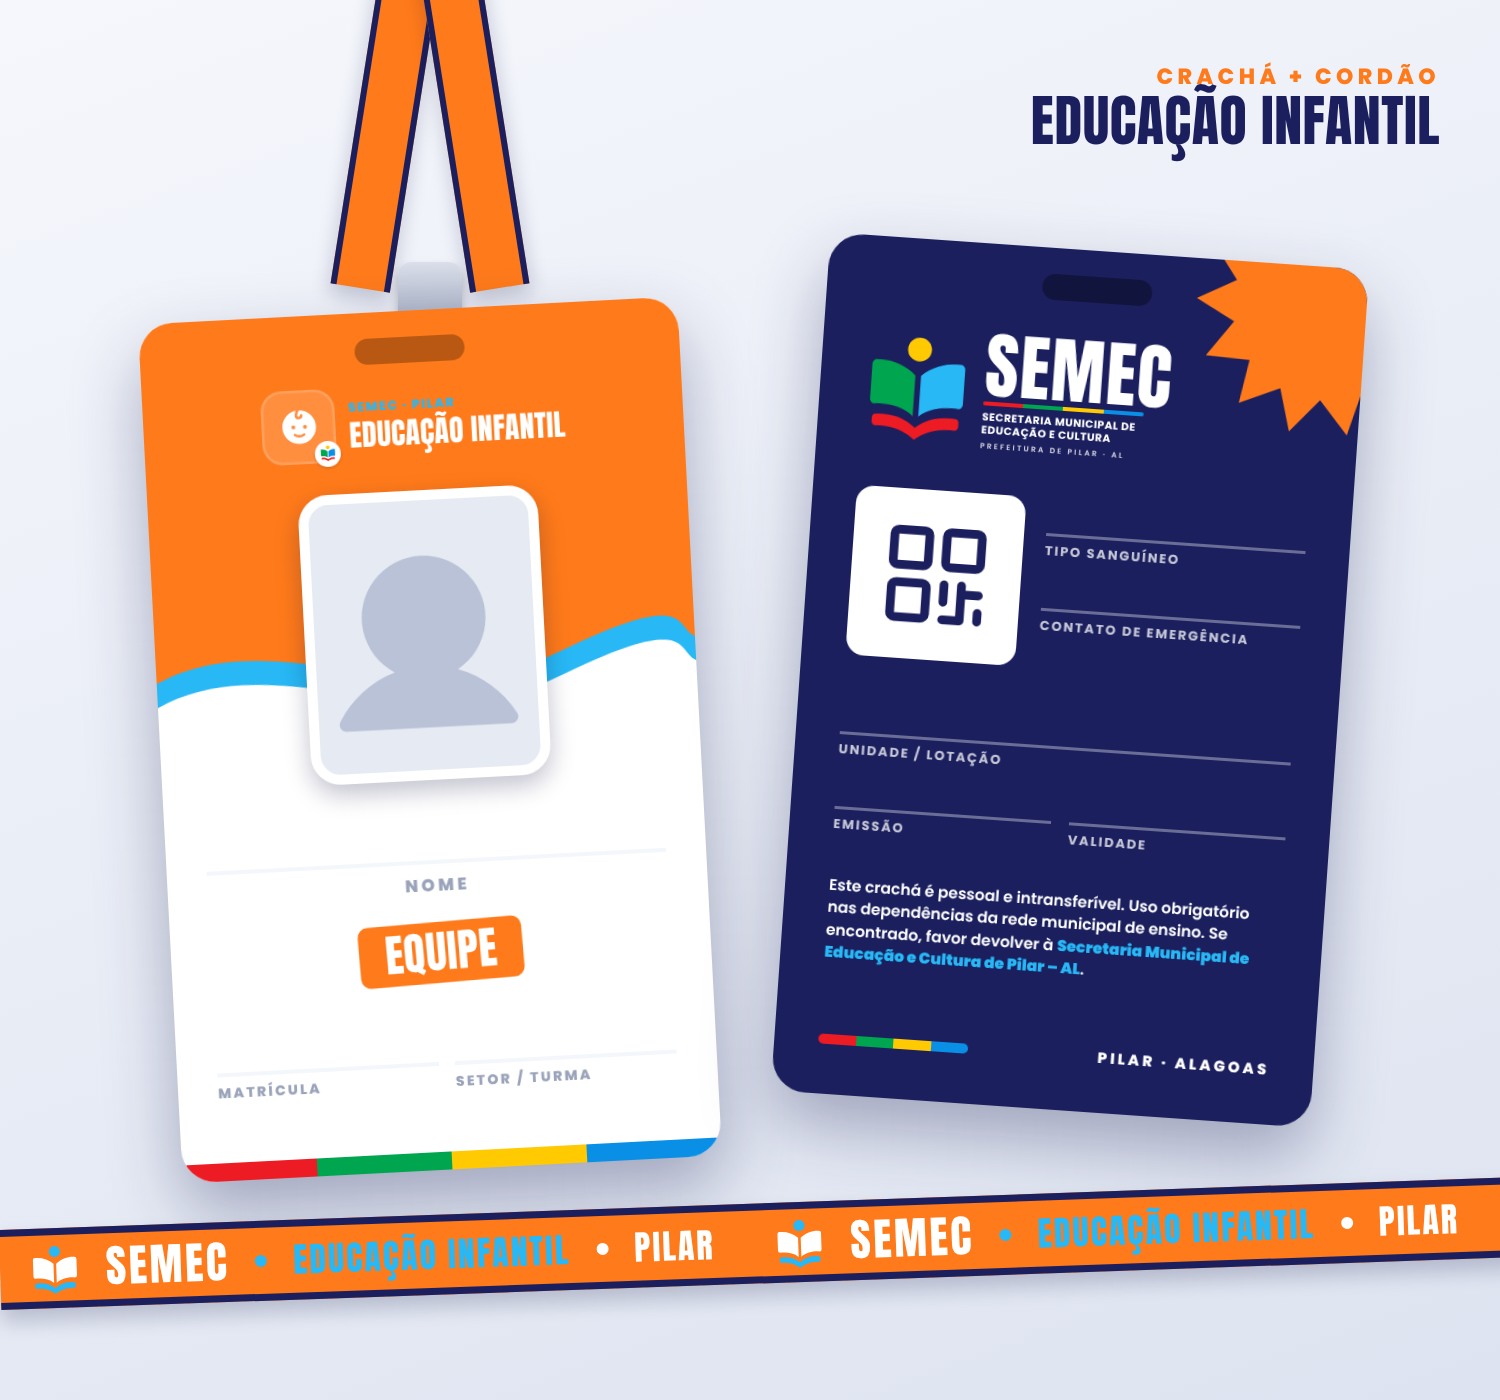 CRACHÁ + CORDÃO
EDUCAÇÃO INFANTIL
SEMEC · PILAR
EDUCAÇÃO INFANTIL
NOME
EQUIPE
MATRÍCULA
SETOR / TURMA
SEMEC
SECRETARIA MUNICIPAL DE
EDUCAÇÃO E CULTURA
PREFEITURA DE PILAR · AL
TIPO SANGUÍNEO
CONTATO DE EMERGÊNCIA
UNIDADE / LOTAÇÃO
EMISSÃO
VALIDADE
Este crachá é pessoal e intransferível. Uso obrigatório
nas dependências da rede municipal de ensino. Se
encontrado, favor devolver à Secretaria Municipal de
Educação e Cultura de Pilar – AL.
PILAR · ALAGOAS
SEMEC • EDUCAÇÃO INFANTIL • PILAR SEMEC • EDUCAÇÃO INFANTIL • PILAR